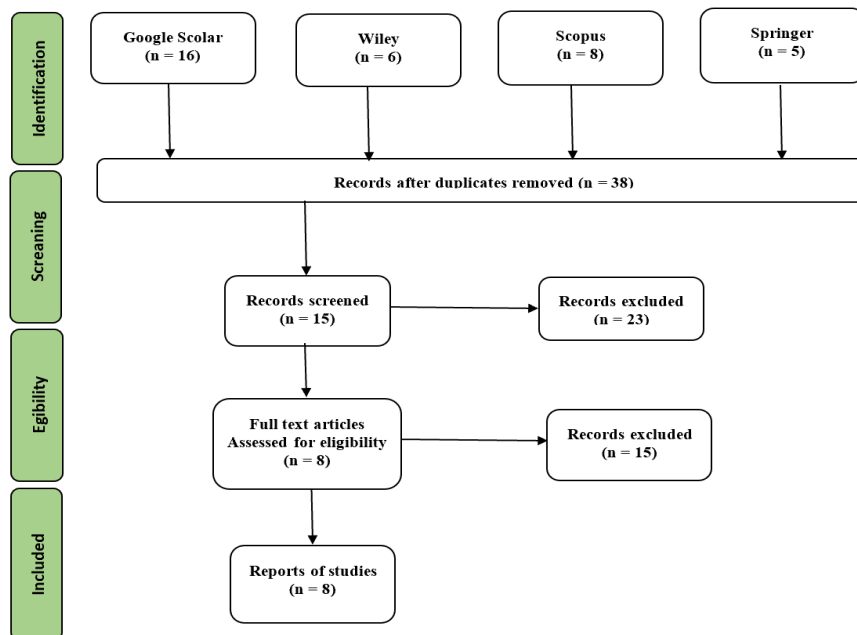 Google Scolar
(n = 16)
Wiley
(n = 6)
Scopus
(n = 8)
Springer
(n = 5)
Identification
Records after duplicates removed (n = 38)
Screaning
Records screened
(n = 15)
Records excluded
(n = 23)
Egibility
Full text articles
Assessed for eligibility
(n = 8)
Records excluded
(n = 15)
Included
Reports of studies
(n = 8)